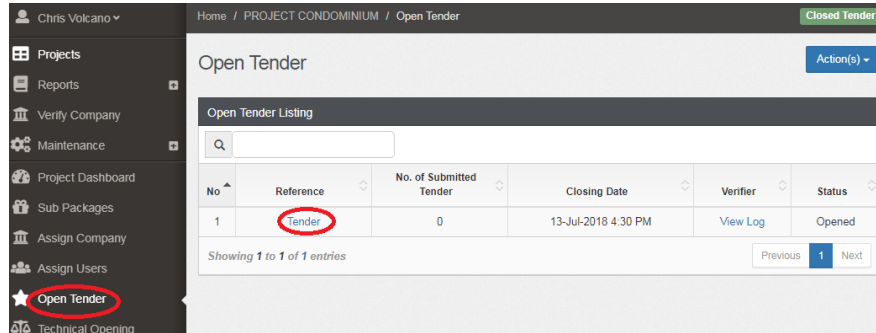 Chris Volcano
Home / PROJECT CONDOMINIUM / Open Tender
Closed Tender
Projects
Reports
Verify Company
Maintenance
Project Dashboard
Sub Packages
Assign Company
Assign Users
Open Tender
Technical Opening
Open Tender
Action(s)
Open Tender Listing
No Reference No. of Submitted Tender Closing Date Verifier Status
1 Tender 0 13-Jul-2018 4:30 PM View Log Opened
Showing 1 to 1 of 1 entries
Previous 1 Next